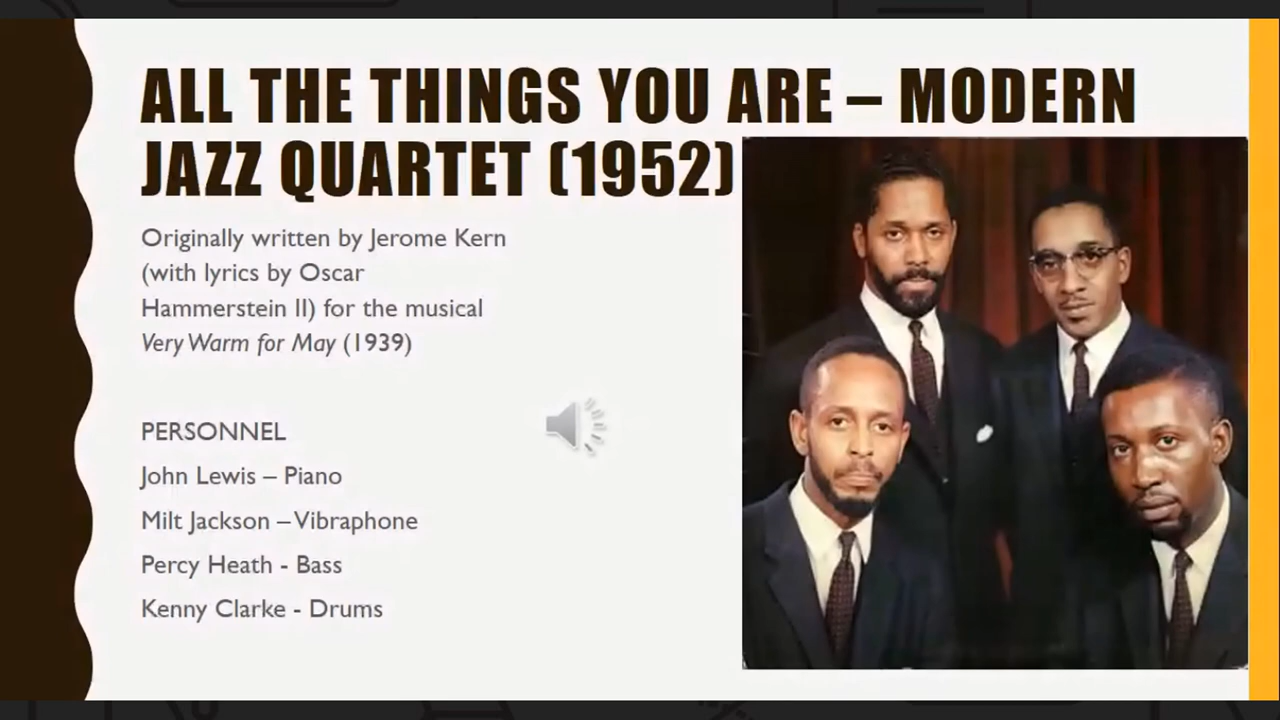 ALL THE THINGS YOU ARE – MODERN
JAZZ QUARTET (1952)
Originally written by Jerome Kern
(with lyrics by Oscar
Hammerstein II) for the musical
Very Warm for May (1939)
PERSONNEL
John Lewis – Piano
Milt Jackson – Vibraphone
Percy Heath - Bass
Kenny Clarke - Drums